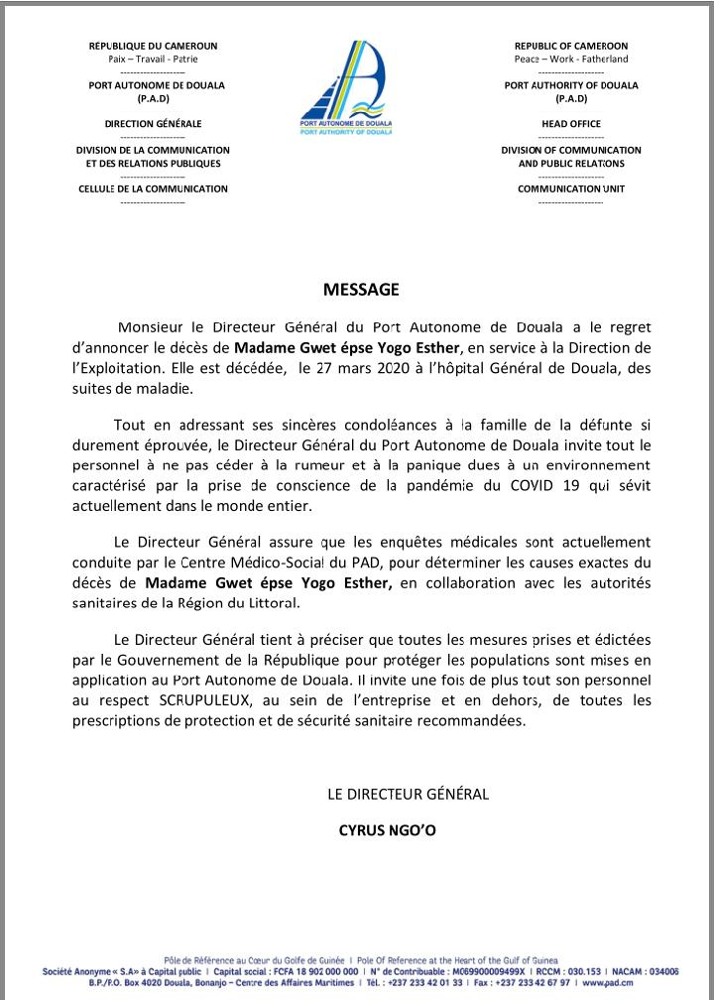 RÉPUBLIQUE DU CAMEROUN
Paix – Travail - Patrie
--------------------
PORT AUTONOME DE DOUALA
(P.A.D)
DIRECTION GÉNÉRALE
--------------------
DIVISION DE LA COMMUNICATION
ET DES RELATIONS PUBLIQUES
--------------------
CELLULE DE LA COMMUNICATION
--------------------
PORT AUTONOME DE DOUALA
PORT AUTHORITY OF DOUALA
REPUBLIC OF CAMEROON
Peace – Work - Fatherland
--------------------
PORT AUTHORITY OF DOUALA
(P.A.D)
HEAD OFFICE
--------------------
DIVISION OF COMMUNICATION
AND PUBLIC RELATIONS
--------------------
COMMUNICATION UNIT
--------------------
MESSAGE
Monsieur le Directeur Général du Port Autonome de Douala a le regret
d’annoncer le décès de Madame Gwet épse Yogo Esther, en service à la Direction de
l’Exploitation. Elle est décédée, le 27 mars 2020 à l’hôpital Général de Douala, des
suites de maladie.
Tout en adressant ses sincères condoléances à la famille de la défunte si
durement éprouvée, le Directeur Général du Port Autonome de Douala invite tout le
personnel à ne pas céder à la rumeur et à la panique dues à un environnement
caractérisé par la prise de conscience de la pandémie du COVID 19 qui sévit
actuellement dans le monde entier.
Le Directeur Général assure que les enquêtes médicales sont actuellement
conduite par le Centre Médico-Social du PAD, pour déterminer les causes exactes du
décès de Madame Gwet épse Yogo Esther, en collaboration avec les autorités
sanitaires de la Région du Littoral.
Le Directeur Général tient à préciser que toutes les mesures prises et édictées
par le Gouvernement de la République pour protéger les populations sont mises en
application au Port Autonome de Douala. Il invite une fois de plus tout son personnel
au respect SCRUPULEUX, au sein de l’entreprise et en dehors, de toutes les
prescriptions de protection et de sécurité sanitaire recommandées.
LE DIRECTEUR GÉNÉRAL
CYRUS NGO’O
Pôle de Référence au Cœur du Golfe de Guinée I Pole Of Reference at the Heart of the Gulf of Guinea
Société Anonyme « S.A» à Capital public I Capital social : FCFA 18 902 000 000 I N° de Contribuable : M069900009499X I RCCM : 030.153 I NACAM : 034006
B.P./P.O. Box 4020 Douala, Bonanjo – Centre des Affaires Maritimes I Tél. : +237 233 42 01 33 I Fax : +237 233 42 67 97 I www.pad.cm